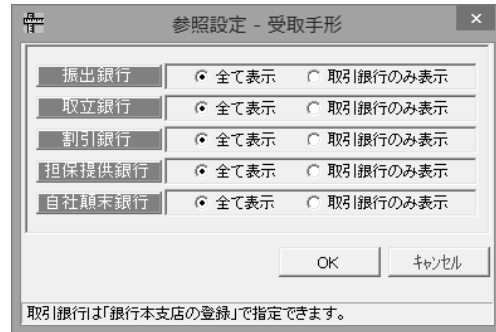 参照設定 - 受取手形
振出銀行 全て表示 取引銀行のみ表示
取立銀行 全て表示 取引銀行のみ表示
割引銀行 全て表示 取引銀行のみ表示
担保提供銀行 全て表示 取引銀行のみ表示
自社顛末銀行 全て表示 取引銀行のみ表示
OK ｷｬﾝｾﾙ
取引銀行は「銀行本支店の登録」で指定できます。